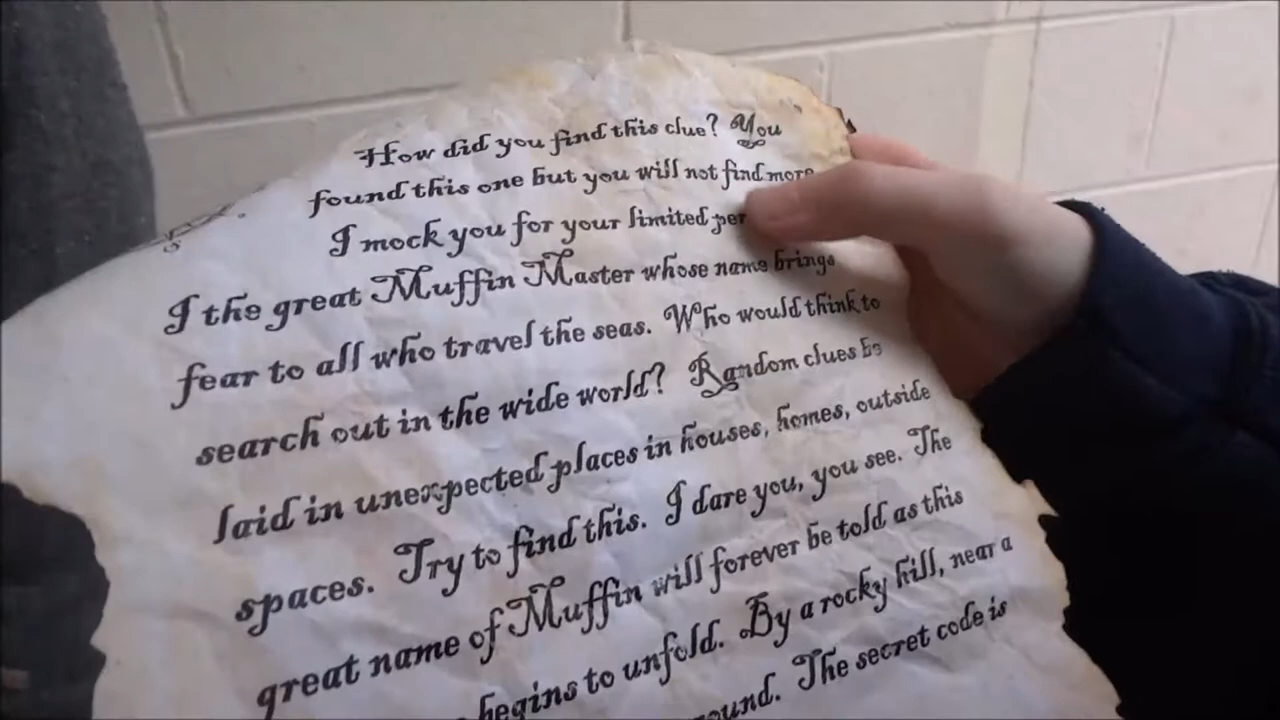 How did you find this clue? You
found this one but you will not find more
I mock you for your limited
I the great Muffin Master whose name brings
fear to all who travel the seas. Who would think to
search out in the wide world? Random clues be
laid in unexpected places in houses, homes, outside
spaces. Try to find this. I dare you, you see. The
great name of Muffin will forever be told as this
begins to unfold. By a rocky hill, near a
The secret code is